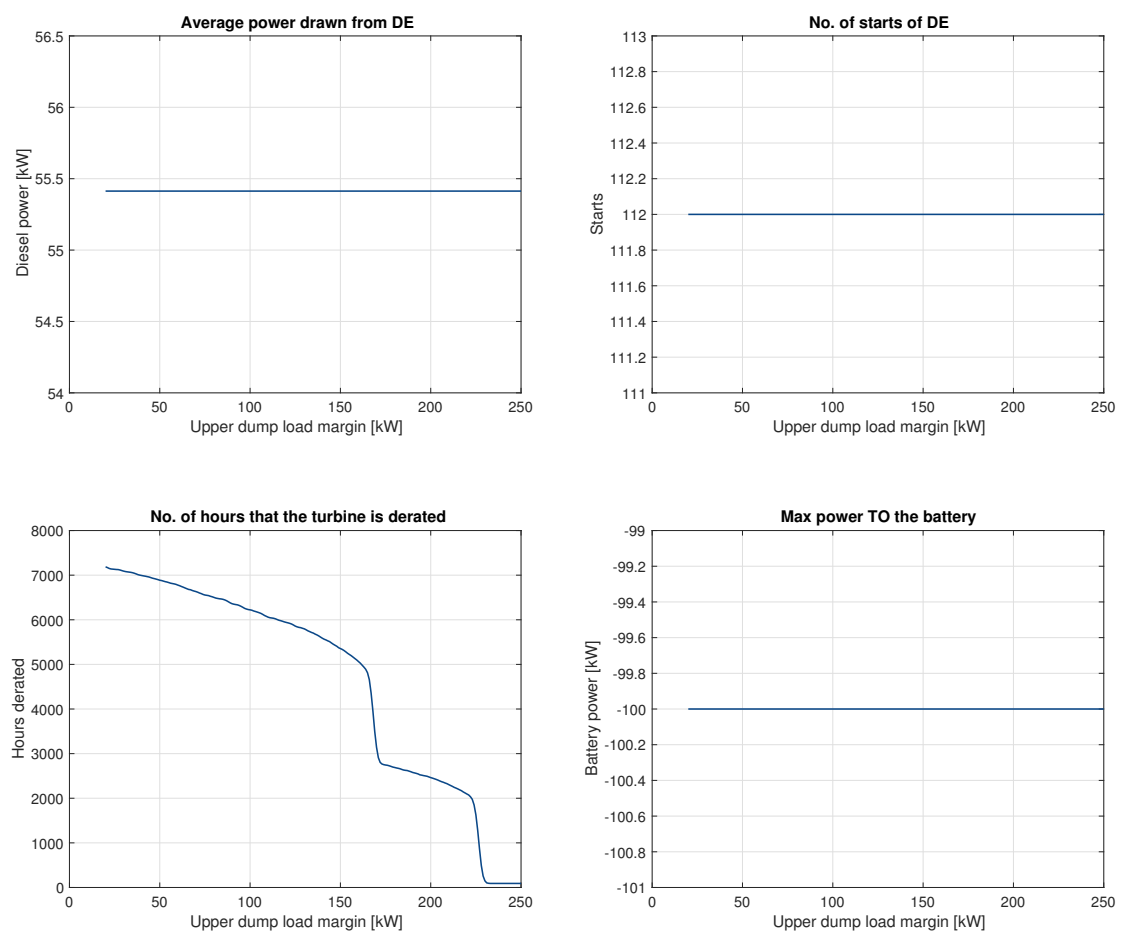 Average power drawn from DE
56.5
56
55.5
55
54.5
54
Diesel power [kW]
0 50 100 150 200 250
Upper dump load margin [kW]
No. of starts of DE
113
112.8
112.6
112.4
112.2
112
111.8
111.6
111.4
111.2
111
Starts
0 50 100 150 200 250
Upper dump load margin [kW]
No. of hours that the turbine is derated
8000
7000
6000
5000
4000
3000
2000
1000
0
Hours derated
0 50 100 150 200 250
Upper dump load margin [kW]
Max power TO the battery
-99
-99.2
-99.4
-99.6
-99.8
-100
-100.2
-100.4
-100.6
-100.8
-101
Battery power [kW]
0 50 100 150 200 250
Upper dump load margin [kW]